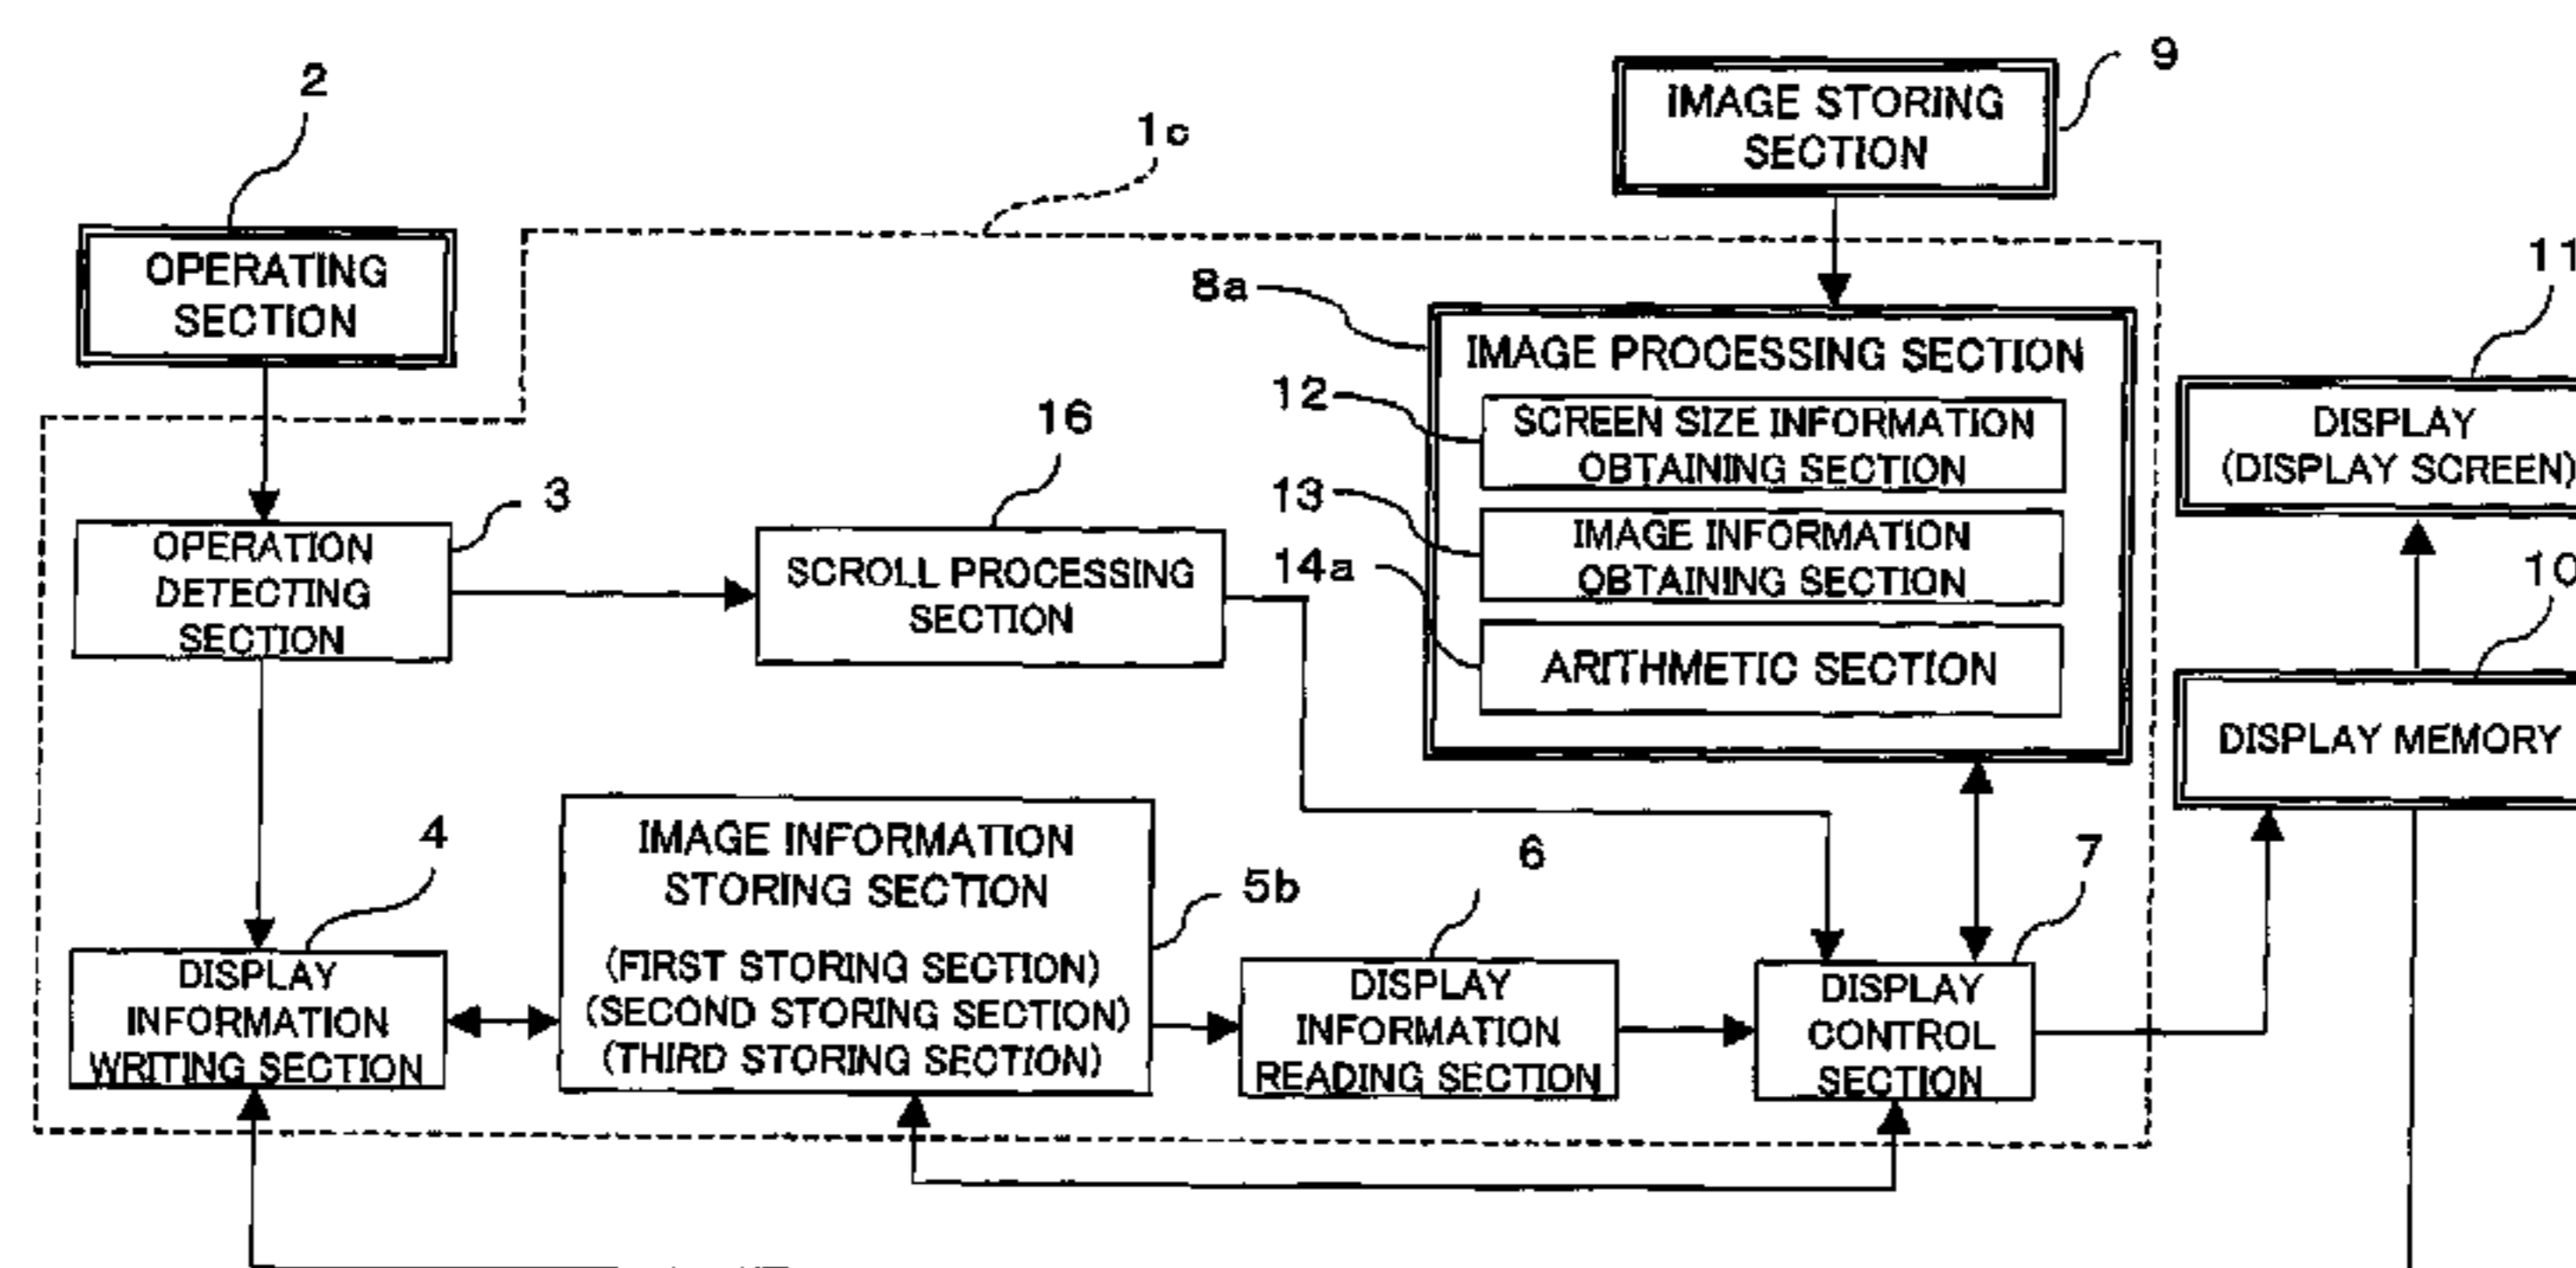 2
OPERATING
SECTION
1c
9
IMAGE STORING
SECTION
8a
IMAGE PROCESSING SECTION
12
SCREEN SIZE INFORMATION
OBTAINING SECTION
13
IMAGE INFORMATION
OBTAINING SECTION
14a
ARITHMETIC SECTION
11
DISPLAY
(DISPLAY SCREEN)
3
OPERATION
DETECTING
SECTION
16
SCROLL PROCESSING
SECTION
10
DISPLAY MEMORY
4
DISPLAY
INFORMATION
WRITING SECTION
IMAGE INFORMATION
STORING SECTION
(FIRST STORING SECTION)
(SECOND STORING SECTION)
(THIRD STORING SECTION)
5b
6
DISPLAY
INFORMATION
READING SECTION
7
DISPLAY
CONTROL
SECTION